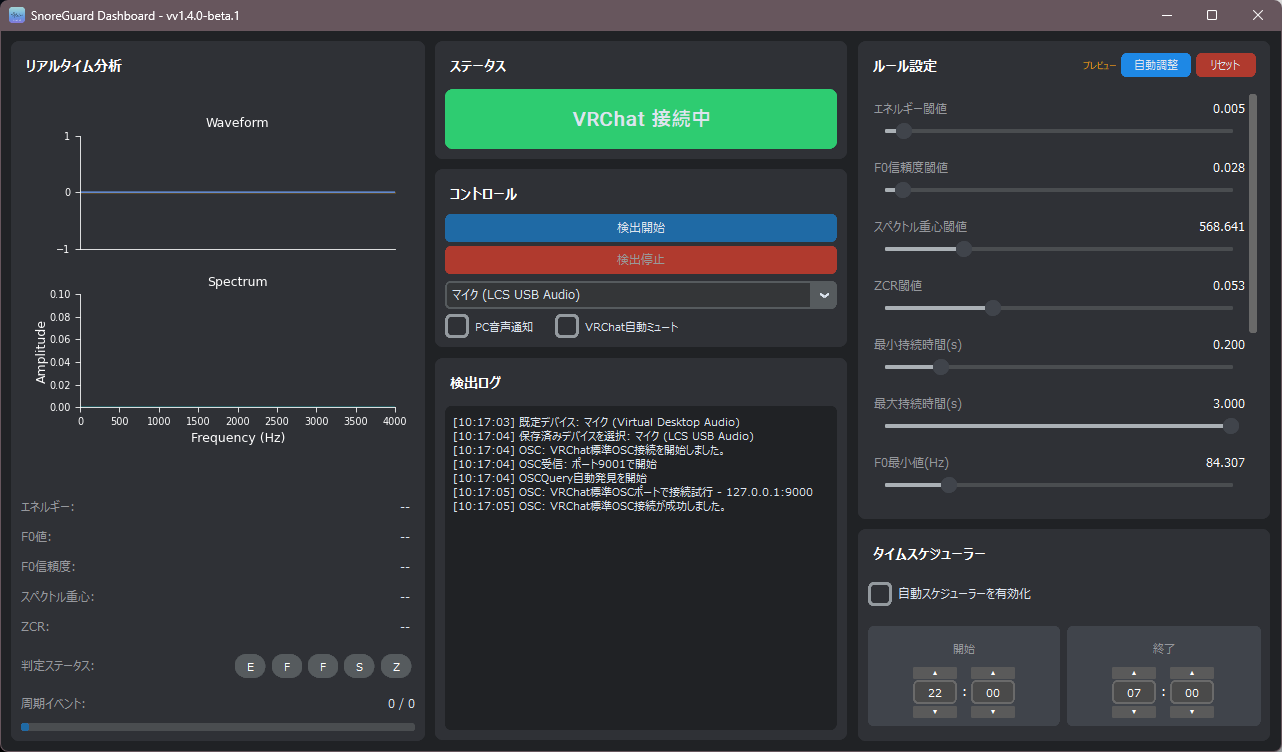 SnoreGuard Dashboard - vv1.4.0-beta.1
リアルタイム分析
Waveform
1
0
−1
Spectrum
0.10
0.08
0.06
0.04
0.02
0.00
Amplitude
0 500 1000 1500 2000 2500 3000 3500 4000
Frequency (Hz)
エネルギー: --
F0値: --
F0信頼度: --
スペクトル重心: --
ZCR: --
判定ステータス: E F F S Z
周期イベント: 0 / 0
ステータス
VRChat 接続中
コントロール
検出開始
検出停止
マイク (LCS USB Audio)
PC音声通知 VRChat自動ミュート
検出ログ
[10:17:03] 既定デバイス: マイク (Virtual Desktop Audio)
[10:17:04] 保存済みデバイスを選択: マイク (LCS USB Audio)
[10:17:04] OSC: VRChat標準OSC接続を開始しました。
[10:17:04] OSC受信: ポート9001で開始
[10:17:04] OSCQuery自動発見を開始
[10:17:05] OSC: VRChat標準OSCポートで接続試行 - 127.0.0.1:9000
[10:17:05] OSC: VRChat標準OSC接続が成功しました。
ルール設定 プレビュー 自動調整 リセット
エネルギー閾値 0.005
F0信頼度閾値 0.028
スペクトル重心閾値 568.641
ZCR閾値 0.053
最小持続時間(s) 0.200
最大持続時間(s) 3.000
F0最小値(Hz) 84.307
タイムスケジューラー
自動スケジューラーを有効化
開始
22 : 00
終了
07 : 00